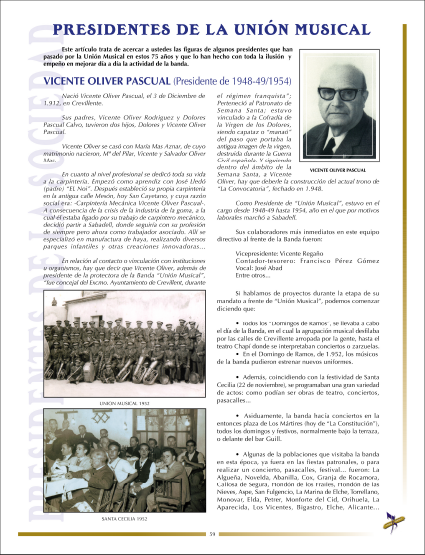 PRESIDENTES DE LA UNIÓN MUSICAL
Este artículo trata de acercar a ustedes las figuras de algunos presidentes que han
pasado por la Unión Musical en estos 75 años y que lo han hecho con toda la ilusión y
empeño en mejorar día a día la actividad de la banda.
VICENTE OLIVER PASCUAL (Presidente de 1948-49/1954)
Nació Vicente Oliver Pascual, el 3 de Diciembre de
1.912, en Crevillente.
Sus padres, Vicente Oliver Rodríguez y Dolores
Pascual Calvo, tuvieron dos hijos, Dolores y Vicente Oliver
Pascual.
Vicente Oliver se casó con María Mas Aznar, de cuyo
matrimonio nacieron, Mª del Pilar, Vicente y Salvador Oliver
Mas.
En cuanto al nivel profesional se dedicó toda su vida
a la carpintería. Empezó como aprendiz con José Lledó
(padre) "El Noi". Después estableció su propia carpintería
en la antigua calle Mesón, hoy San Cayetano, y cuya razón
social era: -Carpintería Mecánica Vicente Oliver Pascual-.
A consecuencia de la crisis de la industria de la goma, a la
cual él estaba ligado por su trabajo de carpintero mecánico,
decidió partir a Sabadell, donde seguiría con su profesión
de siempre pero ahora como trabajador asociado. Allí se
especializó en manufactura de haya, realizando diversos
parques infantiles y otras creaciones innovadoras...
En relación al contacto o vinculación con instituciones
u organismos, hay que decir que Vicente Oliver, además de
presidente de la protectora de la Banda "Unión Musical",
fue concejal del Excmo. Ayuntamiento de Crevillent, durante
UNIÓN MUSICAL 1952
SANTA CECILIA 1952
el régimen franquista";
Perteneció al Patronato de
Semana Santa; estuvo
vinculado a la Cofradía de
la Virgen de los Dolores,
siendo capataz o "manaó"
del paso que portaba la
antigua imagen de la virgen,
destruida durante la Guerra
Civil española. Y siguiendo
dentro del ámbito de la
Semana Santa, a Vicente
Oliver, hay que deberle la construcción del actual trono de
"La Convocatoria", fechado en 1.948.
VICENTE OLIVER PASCUAL
Como Presidente de "Unión Musical", estuvo en el
cargo desde 1948-49 hasta 1954, año en el que por motivos
laborales marchó a Sabadell.
Sus colaboradores más inmediatos en este equipo
directivo al frente de la Banda fueron:
Vicepresidente: Vicente Regaño
Contador-tesorero: Francisco Pérez Gómez
Vocal: José Abad
Entre otros...
Si hablamos de proyectos durante la etapa de su
mandato a frente de "Unión Musical", podemos comenzar
diciendo que:
• Todos los "Domingos de Ramos", se llevaba a cabo
el día de la Banda, en el cual la agrupación musical desfilaba
por las calles de Crevillente arropada por la gente, hasta el
teatro Chapí donde se interpretaban conciertos o zarzuelas.
• En el Domingo de Ramos, de 1.952, los músicos
de la banda pudieron estrenar nuevos uniformes.
• Además, coincidiendo con la festividad de Santa
Cecilia (22 de noviembre), se programaban una gran variedad
de actos: como podían ser obras de teatro, conciertos,
pasacalles...
• Asiduamente, la banda hacía conciertos en la
entonces plaza de Los Mártires (hoy de "La Constitución"),
todos los domingos y festivos, normalmente bajo la terraza,
o delante del bar Guill.
• Algunas de la poblaciones que visitaba la banda
en esta época, ya fuera en las fiestas patronales, o para
realizar un concierto, pasacalles, festival... fueron: La
Algueña, Novelda, Abanilla, Cox, Granja de Rocamora,
Callosa de Segura, Hondón de los Frailes, Hondón de las
Nieves, Aspe, San Fulgencio, La Marina de Elche, Tomillano,
Monóvar, Elda, Petrer, Monforte del Cid, Orihuela, La
Aparecida, Los Vicentes, Bigastro, Elche, Alicante...
59